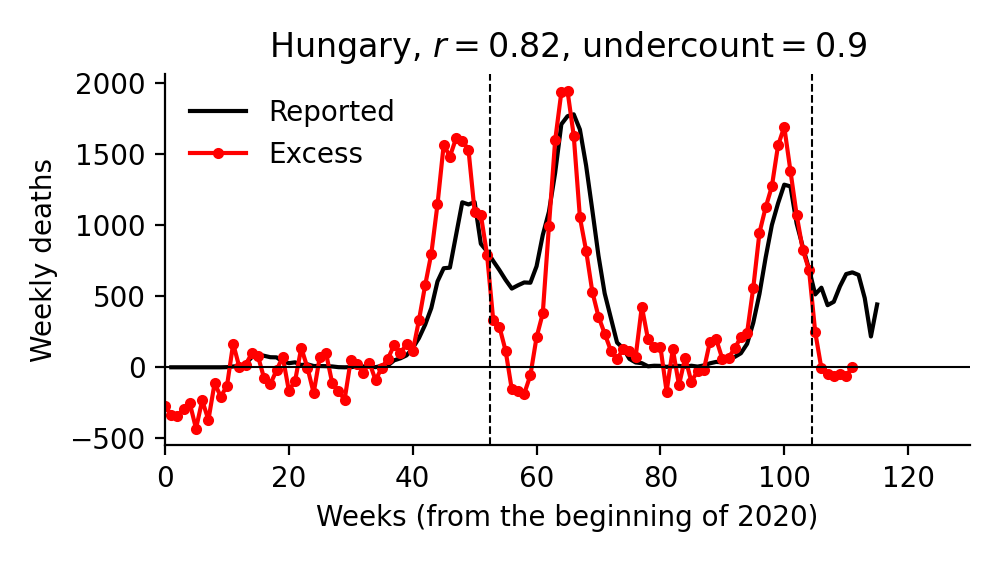 Hungary, r = 0.82, undercount = 0.9
Reported
Excess
Weekly deaths
2000
1500
1000
500
0
−500
0 20 40 60 80 100 120
Weeks (from the beginning of 2020)